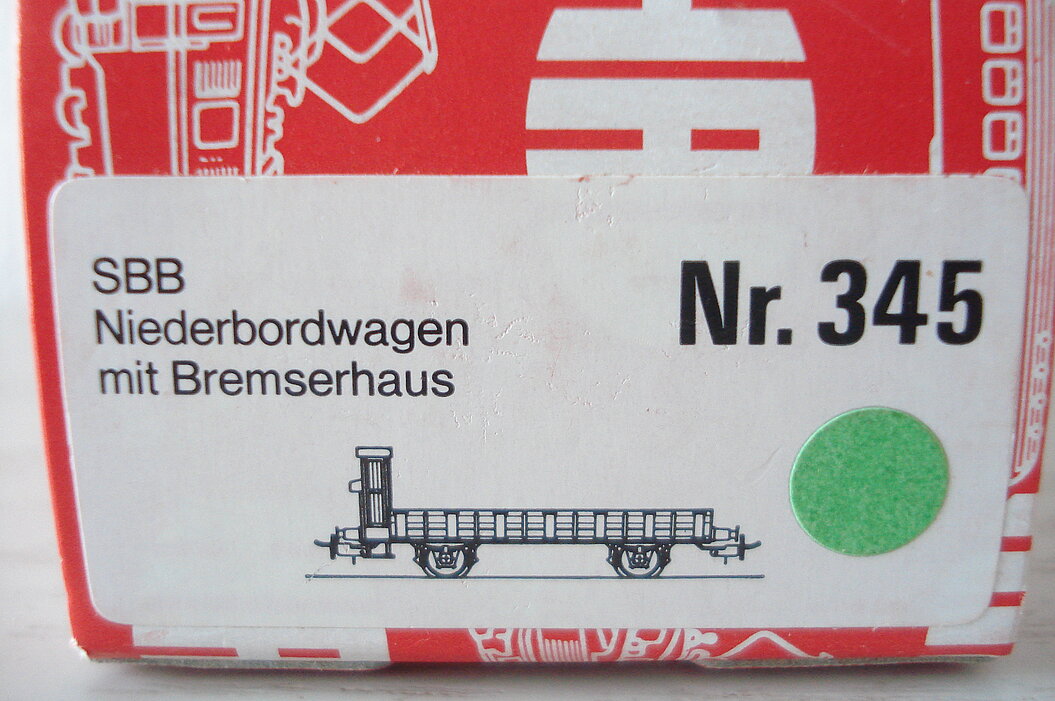 SBB
Niederbordwagen
mit Bremserhaus
Nr. 345